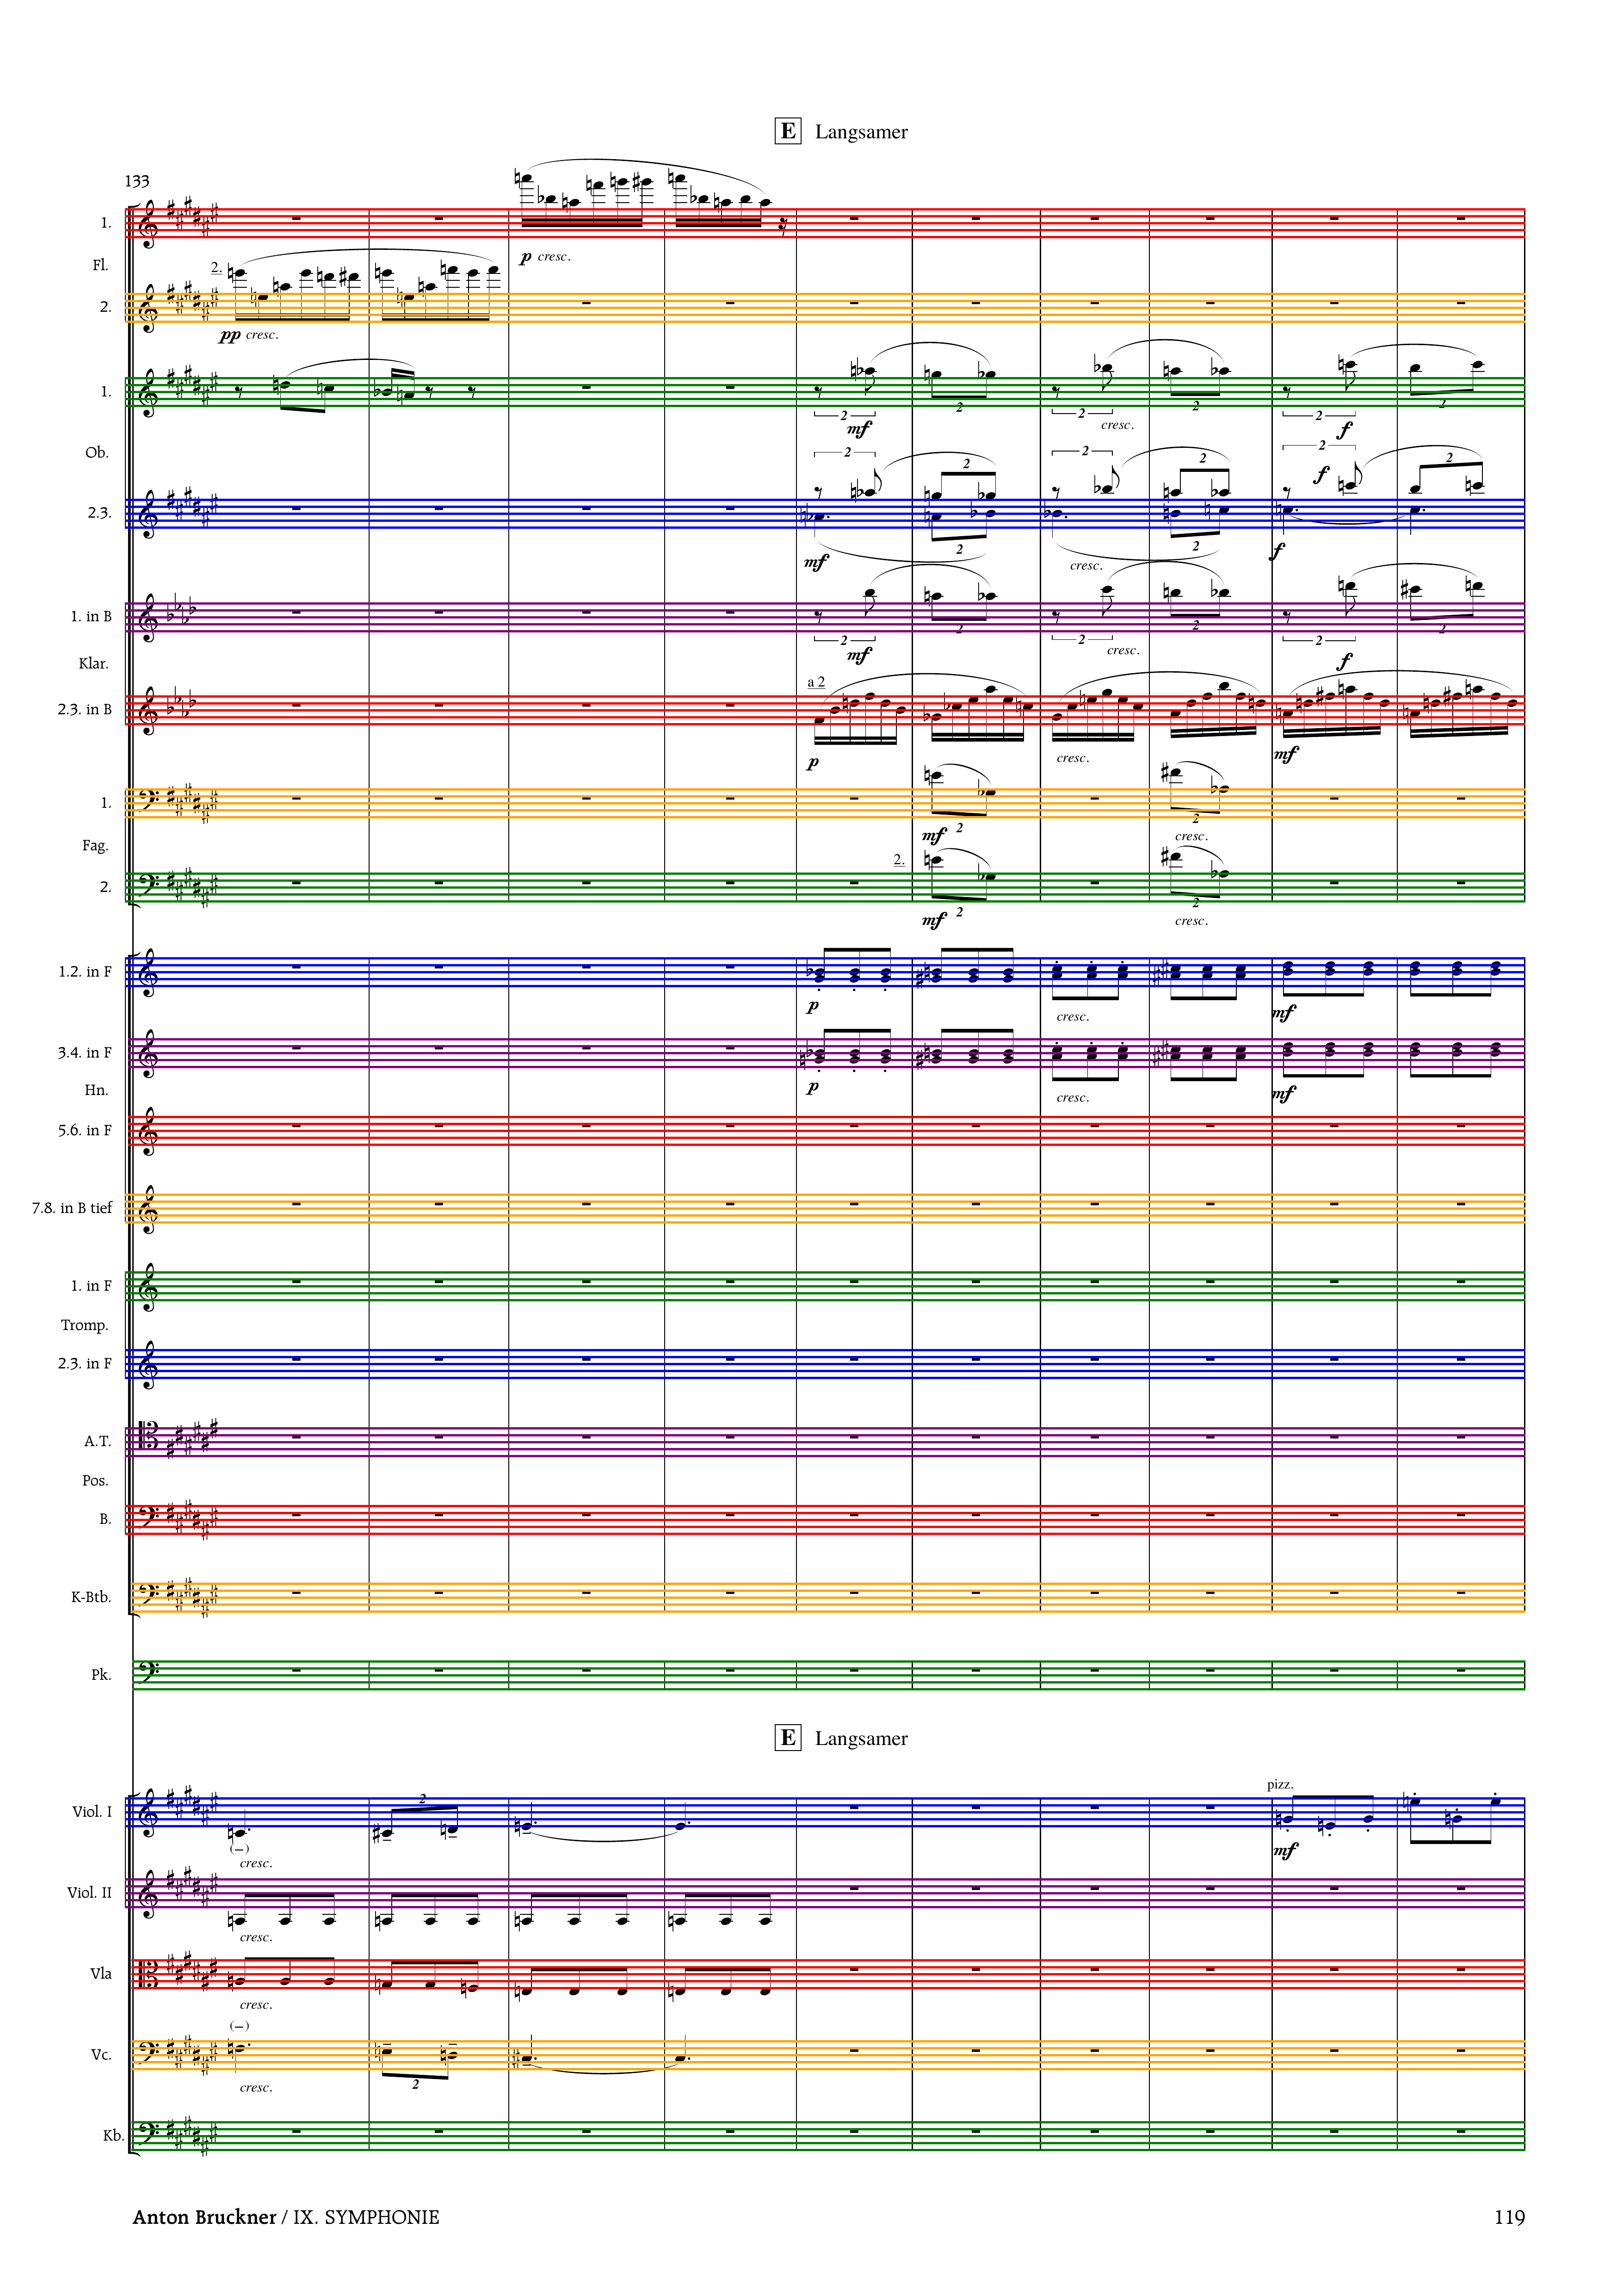 E Langsamer
133
1.
p cresc.
Fl.
2.
2.
pp cresc.
1.
2 mf 2 2 cresc. 2 2 f 2
Ob.
2 2 2 2 2 f 2
2.3.
mf 2 cresc. 2 f
1. in B
2 mf 2 2 cresc. 2 2 f 2
Klar.
a 2
2.3. in B
p cresc. mf
1.
mf 2 2 cresc.
Fag.
2.
2.
mf 2 2 cresc.
1.2. in F
p cresc. mf
3.4. in F
p cresc. mf
Hn.
5.6. in F
7.8. in B tief
1. in F
Tromp.
2.3. in F
A.T.
Pos.
B.
K-Btb.
Pk.
E Langsamer
pizz.
2
Viol. I
mf
cresc.
Viol. II
cresc.
Vla
cresc.
Vc.
2
cresc.
Kb.
Anton Bruckner / IX. SYMPHONIE
119